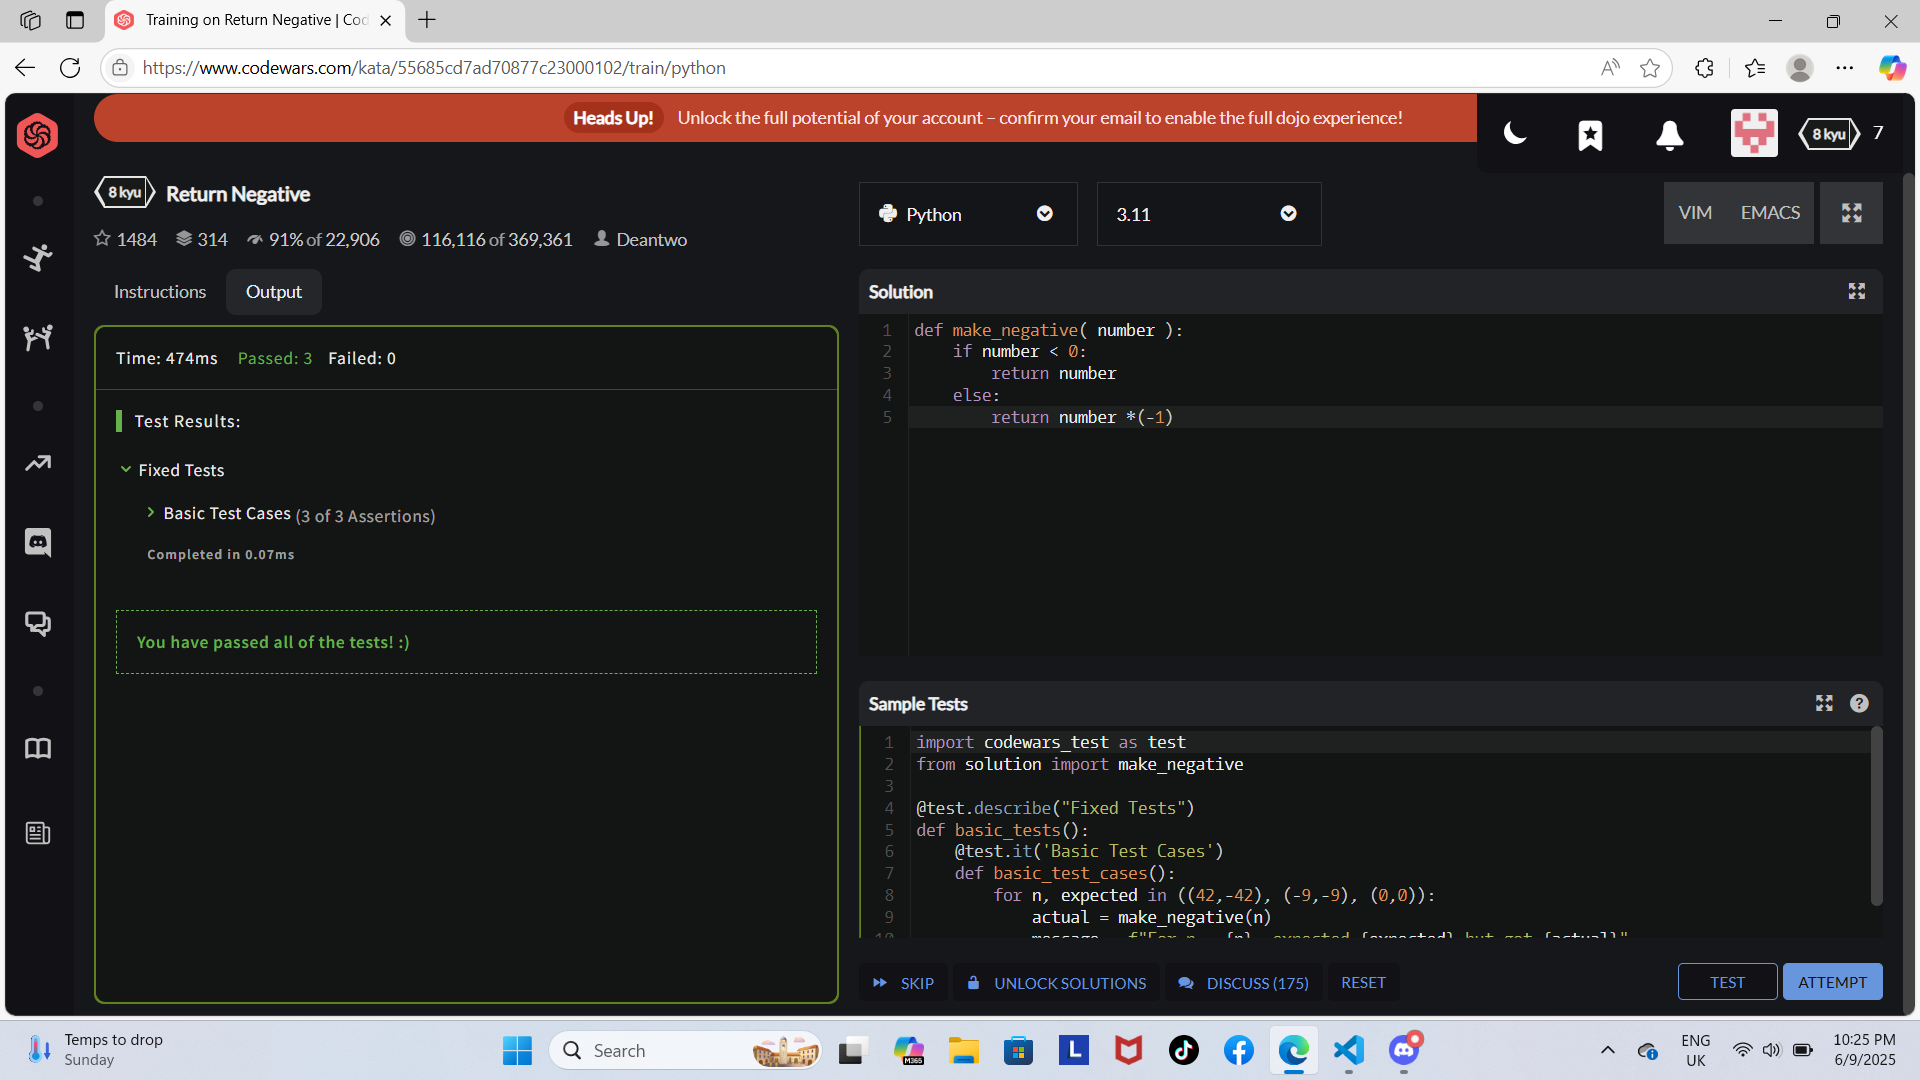 Training on Return Negative | Cod
https://www.codewars.com/kata/55685cd7ad70877c23000102/train/python
Heads Up! Unlock the full potential of your account – confirm your email to enable the full dojo experience!
8 kyu 7
8 kyu Return Negative
1484 314 91% of 22,906 116,116 of 369,361 Deantwo
Instructions Output
Time: 474ms Passed: 3 Failed: 0
Test Results:
Fixed Tests
Basic Test Cases (3 of 3 Assertions)
Completed in 0.07ms
You have passed all of the tests! :)
Python 3.11 VIM EMACS
Solution
1 def make_negative( number ):
2     if number < 0:
3         return number
4     else:
5         return number *(-1)
Sample Tests
1 import codewars_test as test
2 from solution import make_negative
3
4 @test.describe("Fixed Tests")
5 def basic_tests():
6     @test.it('Basic Test Cases')
7     def basic_test_cases():
8         for n, expected in ((42,-42), (-9,-9), (0,0)):
9             actual = make_negative(n)
SKIP UNLOCK SOLUTIONS DISCUSS (175) RESET TEST ATTEMPT
Temps to drop
Sunday
Search
M365
L
ENG
UK
10:25 PM
6/9/2025